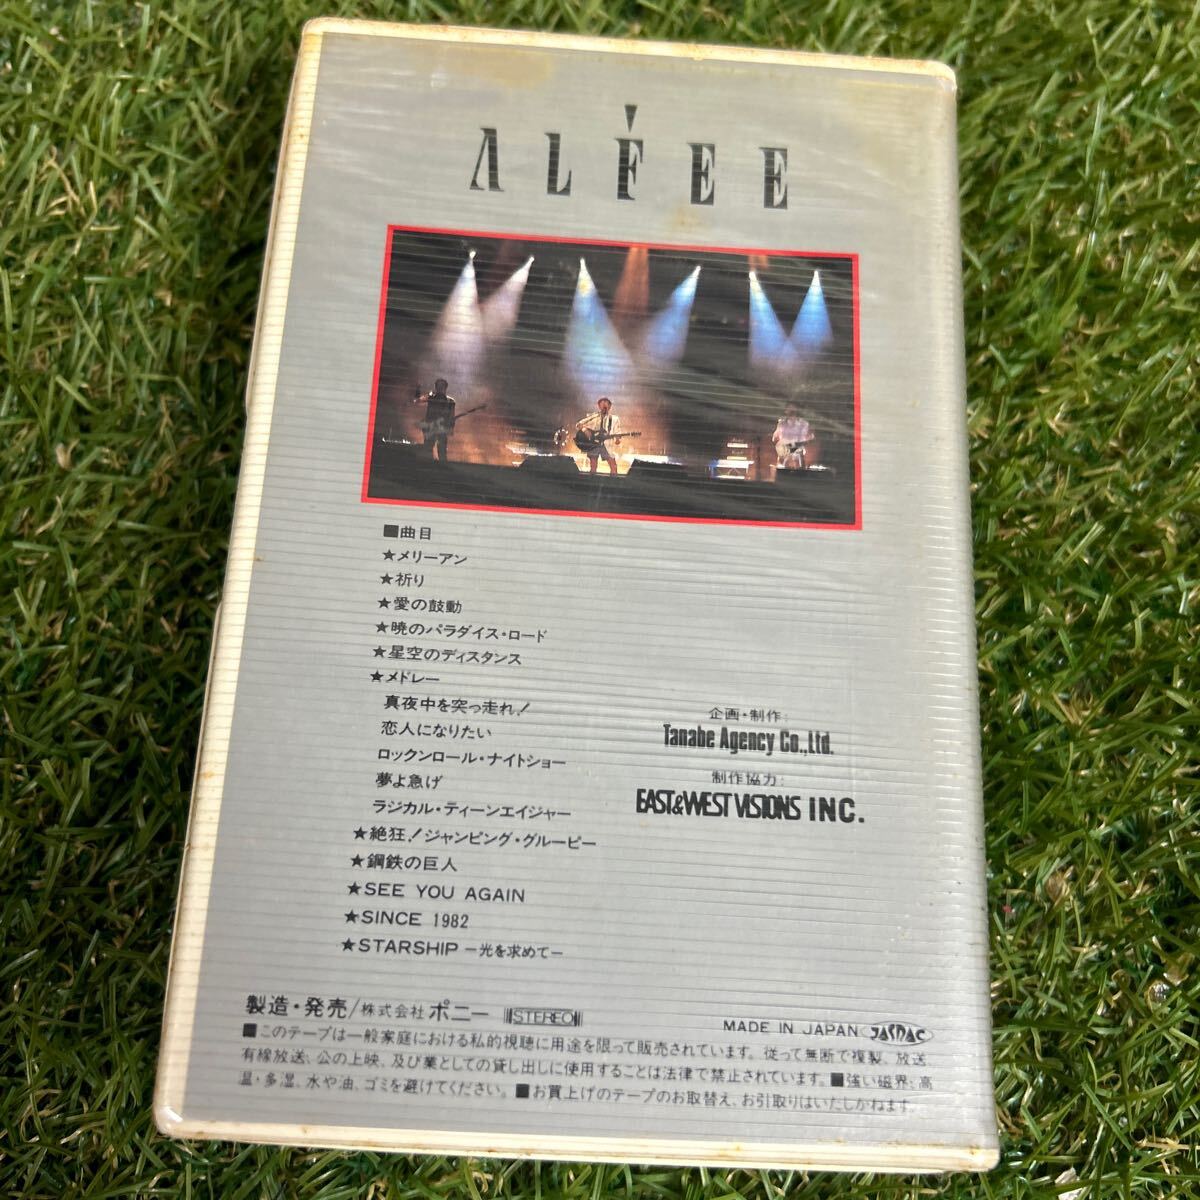 ALFEE
■曲目
★メリーアン
★祈り
★愛の鼓動
★暁のパラダイス・ロード
★星空のディスタンス
★メドレー
真夜中を突っ走れ!
恋人になりたい
ロックンロール・ナイトショー
夢よ急げ
ラジカル・ティーンエイジャー
★絶狂!ジャンピング・グルーピー
★鋼鉄の巨人
★SEE YOU AGAIN
★SINCE 1982
★STARSHIP −光を求めて−
企画・制作:
Tanabe Agency Co.,Ltd.
制作協力:
EAST&WEST VISIONS INC.
製造・発売/株式会社 ポニー STEREO
MADE IN JAPAN JASRAC
■このテープは一般家庭における私的視聴に用途を限って販売されています。従って無断で複製、放送
有線放送、公の上映、及び業としての貸し出しに使用することは法律で禁止されています。■強い磁界、高
温・多湿、水や油、ゴミを避けてください。■お買上げのテープのお取替え、お引取りはいたしかねます。